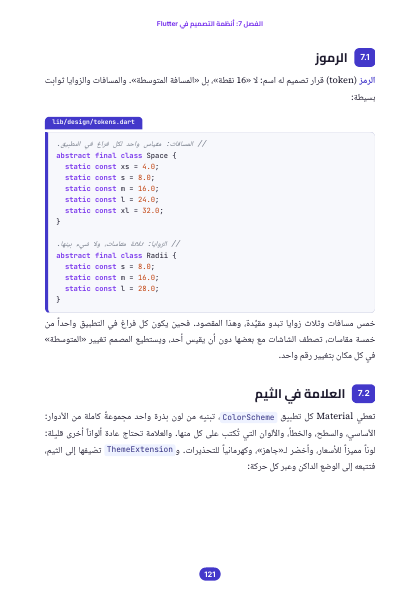 الفصل 7: أنظمة التصميم في Flutter
7.1 الرموز
الرمز (token) قرار تصميم له اسم: لا «16 نقطة»، بل «المسافة المتوسطة». والمسافات والزوايا ثوابت
بسيطة:
lib/design/tokens.dart
// المسافات: مقياس واحد لكل فراغ في التطبيق.
abstract final class Space {
static const xs = 4.0;
static const s = 8.0;
static const m = 16.0;
static const l = 24.0;
static const xl = 32.0;
}
// الزوايا: ثلاثة مقاسات، ولا شيء بينها.
abstract final class Radii {
static const s = 8.0;
static const m = 16.0;
static const l = 28.0;
}
خمس مسافات وثلاث زوايا تبدو مقيِّدة، وهذا المقصود. فحين يكون كل فراغ في التطبيق واحداً من
خمسة مقاسات، تصطف الشاشات مع بعضها دون أن يقيس أحد، ويستطيع المصمم تغيير «المتوسطة»
في كل مكان بتغيير رقم واحد.
7.2 العلامة في الثيم
تعطي Material كل تطبيق ColorScheme، تبنيه من لون بذرة واحد مجموعةً كاملة من الأدوار:
الأساسي، والسطح، والخطأ، والألوان التي تُكتب على كل منها. والعلامة تحتاج عادة ألواناً أخرى قليلة:
لوناً مميزاً للأسعار، وأخضر لـ«جاهز»، وكهرمانياً للتحذيرات. و ThemeExtension تضيفها إلى الثيم،
فتتبعه إلى الوضع الداكن وعبر كل حركة:
121